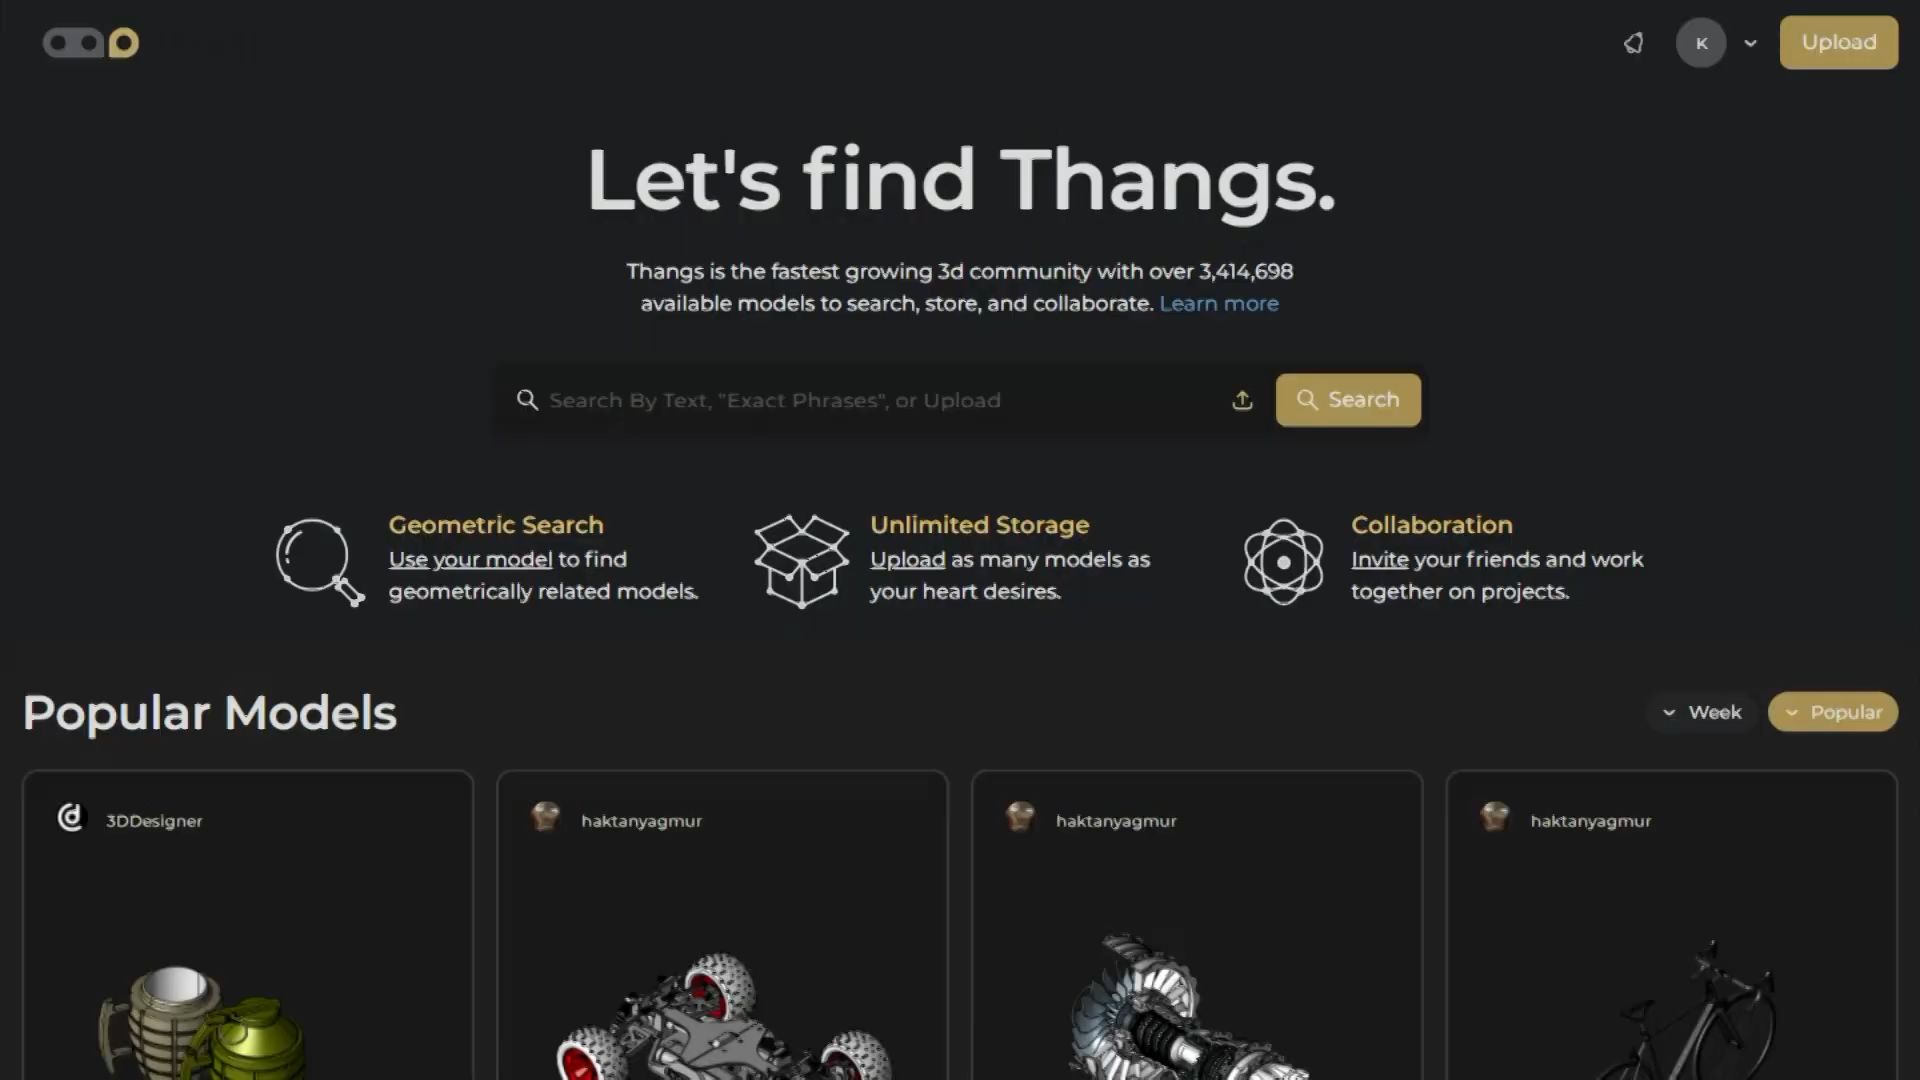 K
Upload
Let's find Thangs.
Thangs is the fastest growing 3d community with over 3,414,698
available models to search, store, and collaborate. Learn more
Search By Text, "Exact Phrases", or Upload
Search
Geometric Search
Use your model to find
geometrically related models.
Unlimited Storage
Upload as many models as
your heart desires.
Collaboration
Invite your friends and work
together on projects.
Popular Models
Week
Popular
3DDesigner
haktanyagmur
haktanyagmur
haktanyagmur